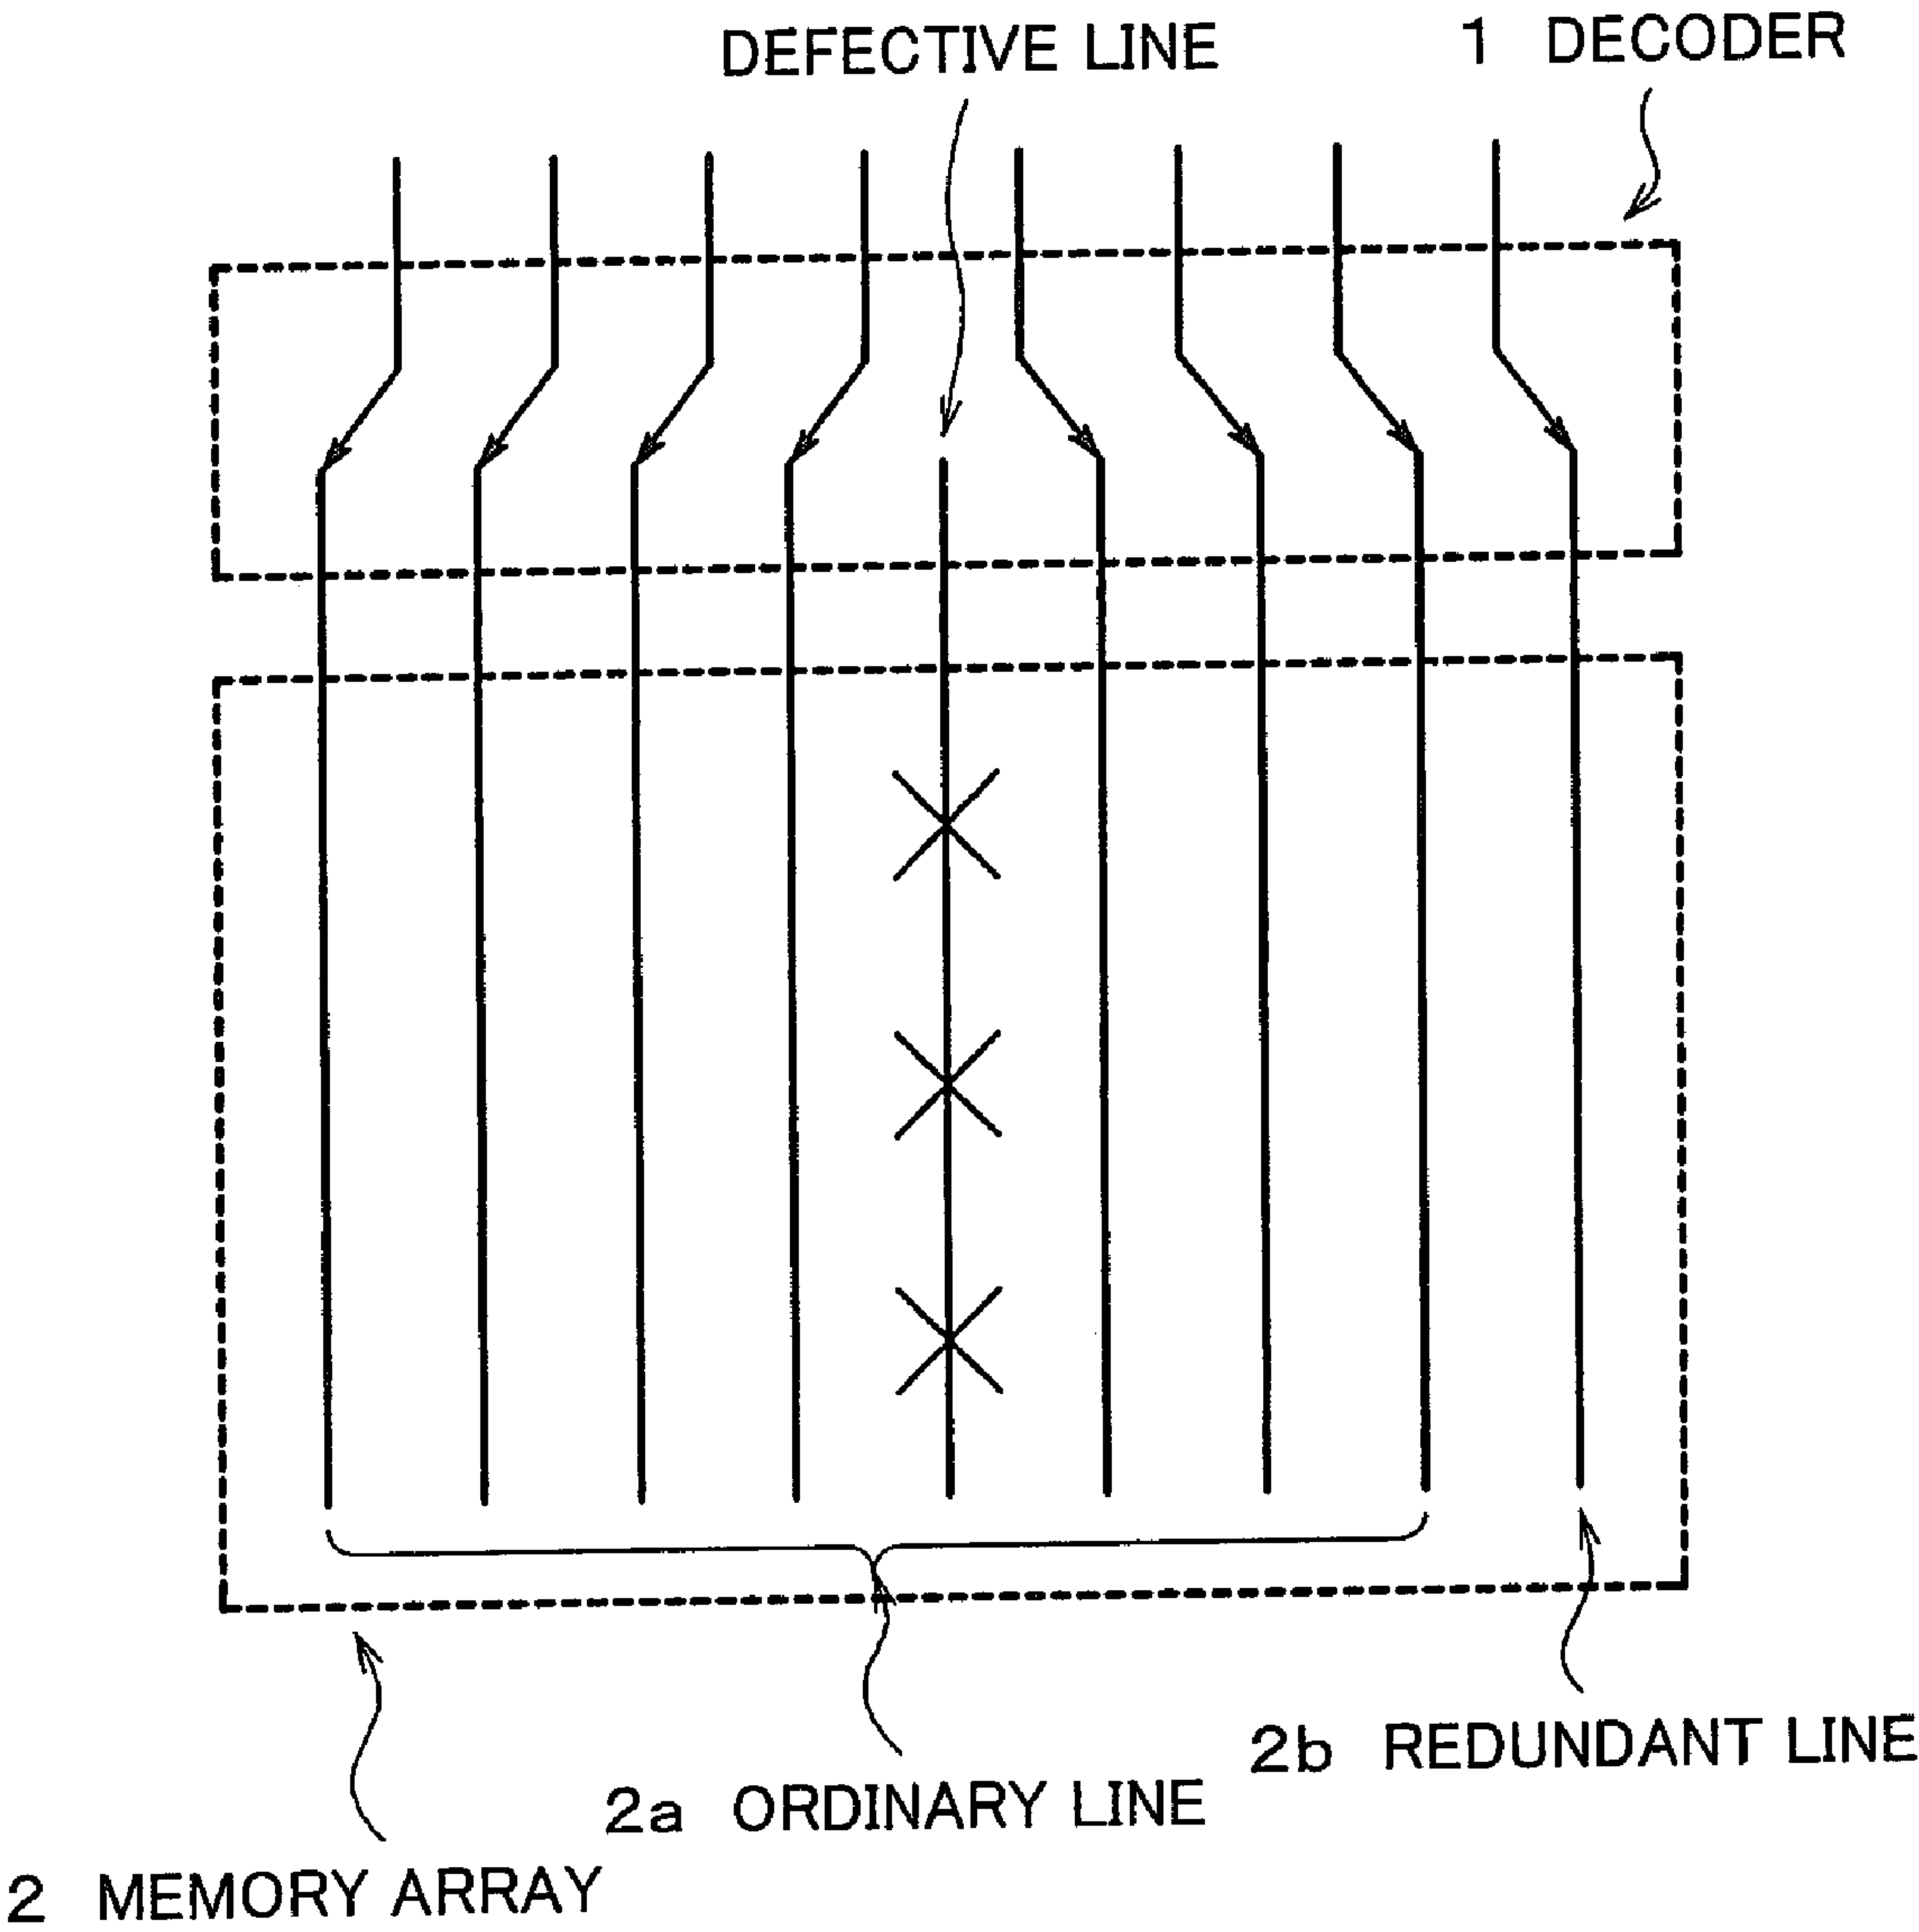 DEFECTIVE LINE
1 DECODER
2b REDUNDANT LINE
2a ORDINARY LINE
2 MEMORY ARRAY